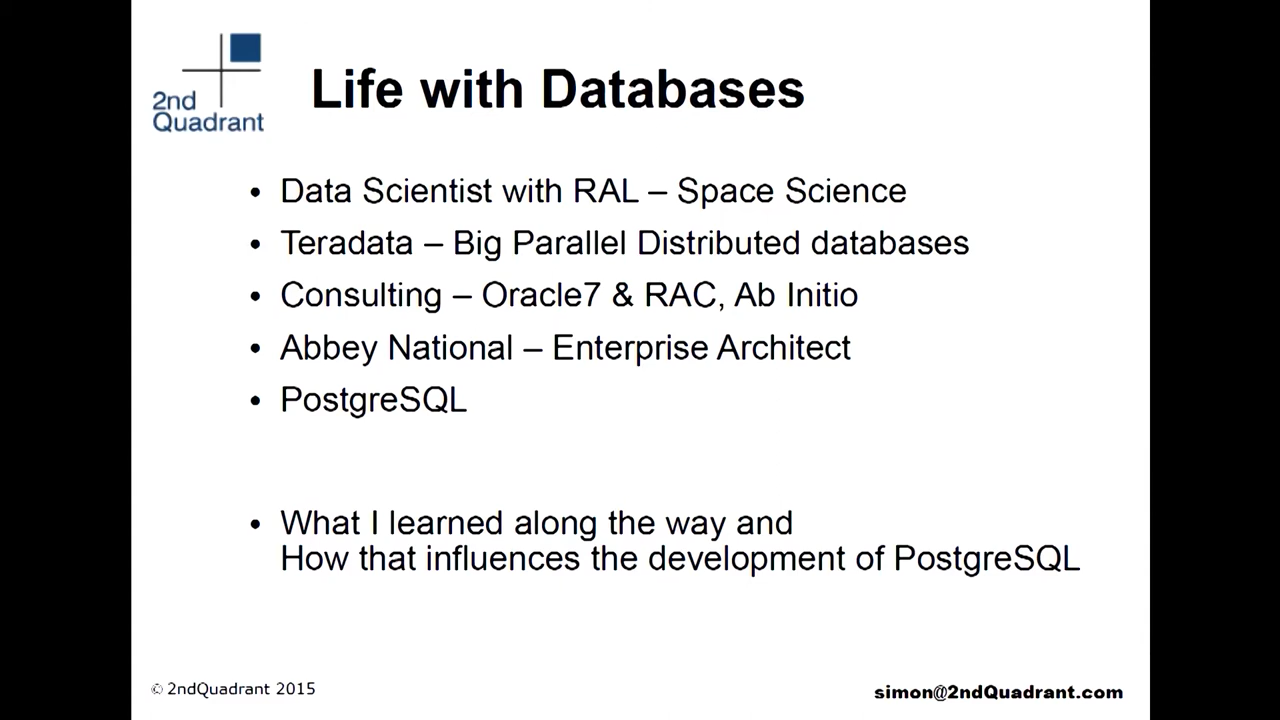 2nd
Quadrant
Life with Databases
• Data Scientist with RAL – Space Science
• Teradata – Big Parallel Distributed databases
• Consulting – Oracle7 & RAC, Ab Initio
• Abbey National – Enterprise Architect
• PostgreSQL
• What I learned along the way and
How that influences the development of PostgreSQL
© 2ndQuadrant 2015
simon@2ndQuadrant.com